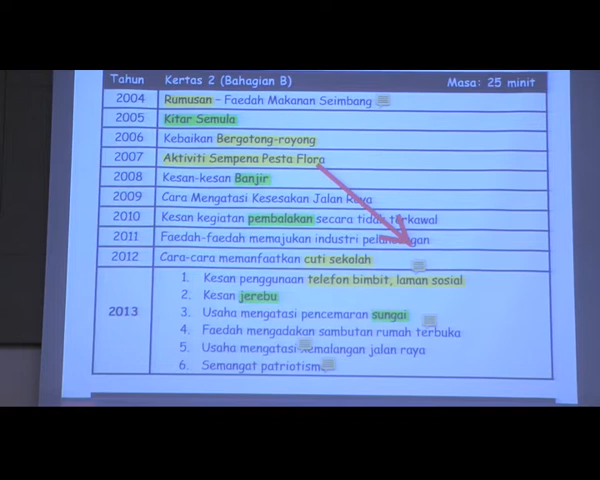 Tahun Kertas 2 (Bahagian B) Masa: 25 minit
2004 Rumusan - Faedah Makanan Seimbang
2005 Kitar Semula
2006 Kebaikan Bergotong-royong
2007 Aktiviti Sempena Pesta Flora
2008 Kesan-kesan Banjir
2009 Cara Mengatasi Kesesakan Jalan Raya
2010 Kesan kegiatan pembalakan secara tidak terkawal
2011 Faedah-faedah memajukan industri pelancongan
2012 Cara-cara memanfaatkan cuti sekolah
2013
1. Kesan penggunaan telefon bimbit, laman sosial
2. Kesan jerebu
3. Usaha mengatasi pencemaran sungai
4. Faedah mengadakan sambutan rumah terbuka
5. Usaha mengatasi kemalangan jalan raya
6. Semangat patriotisme